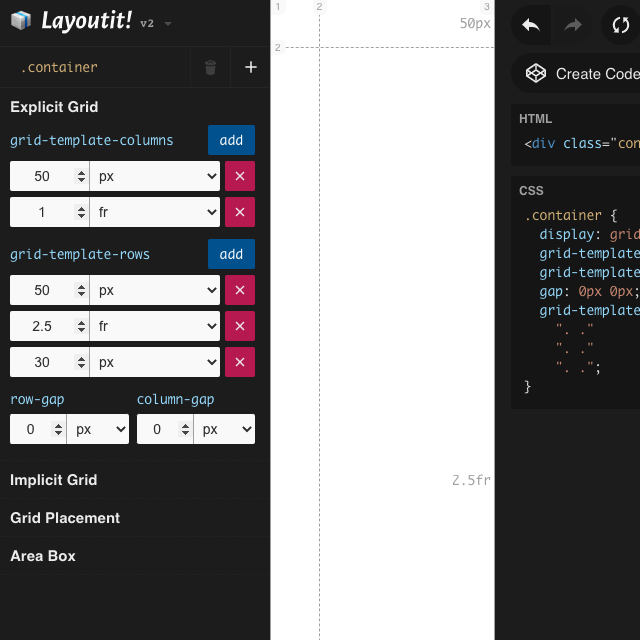 Layoutit! v2
.container
+
Explicit Grid
grid-template-columns
add
50 px ×
1 fr ×
grid-template-rows
add
50 px ×
2.5 fr ×
30 px ×
row-gap column-gap
0 px 0 px
Implicit Grid
Grid Placement
Area Box
1 2 3
50px
2
2.5fr
Create Code
HTML
<div class="con
CSS
.container {
display: grid
grid-template
grid-template
gap: 0px 0px;
grid-template
". ."
". ."
". .";
}